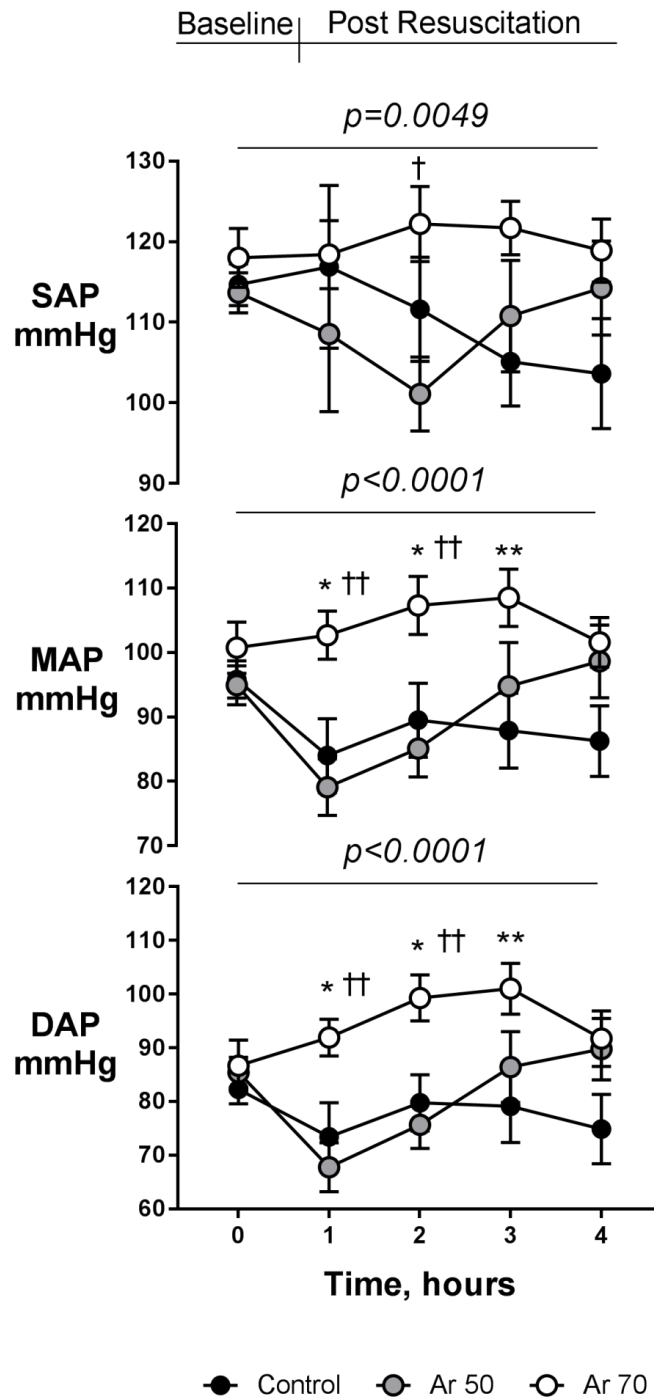 Baseline Post Resuscitation
p=0.0049
†
130
120
110
100
90
SAP
mmHg
p<0.0001
* †† * †† **
120
110
100
90
80
70
MAP
mmHg
p<0.0001
* †† * †† **
120
110
100
90
80
70
60
DAP
mmHg
0 1 2 3 4
Time, hours
Control Ar 50 Ar 70